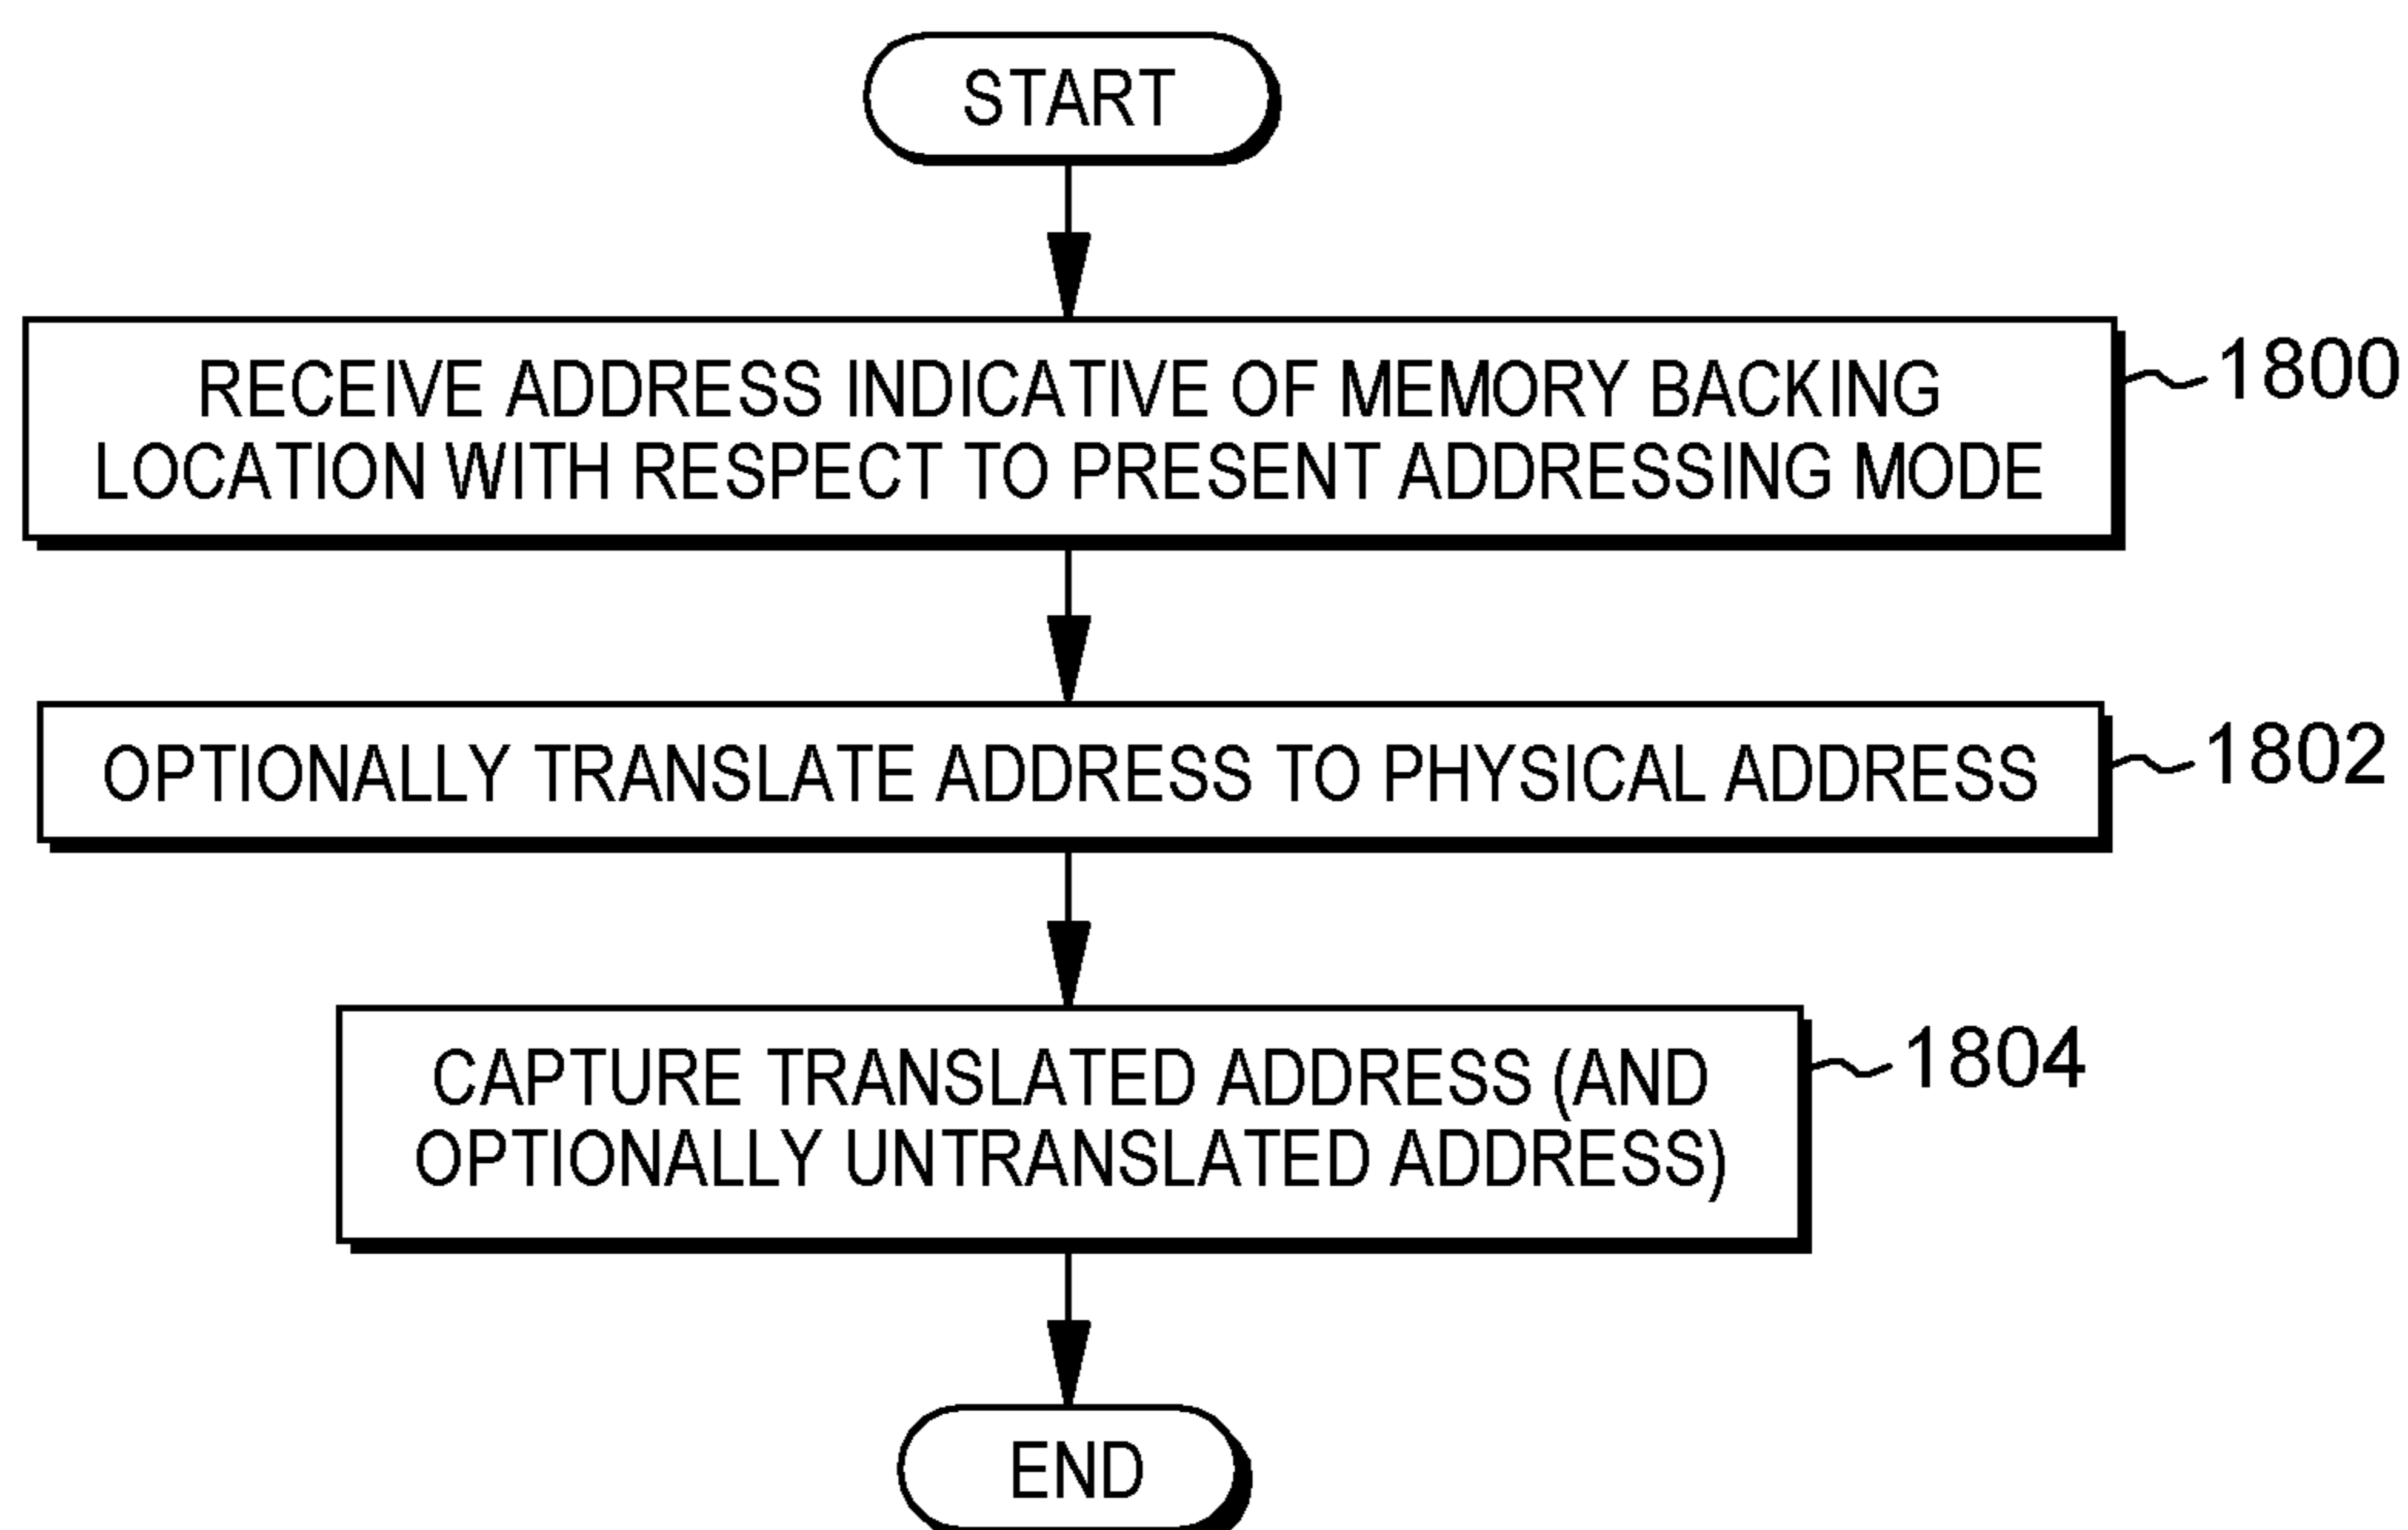 START
RECEIVE ADDRESS INDICATIVE OF MEMORY BACKING
LOCATION WITH RESPECT TO PRESENT ADDRESSING MODE
1800
OPTIONALLY TRANSLATE ADDRESS TO PHYSICAL ADDRESS
1802
CAPTURE TRANSLATED ADDRESS (AND
OPTIONALLY UNTRANSLATED ADDRESS)
1804
END